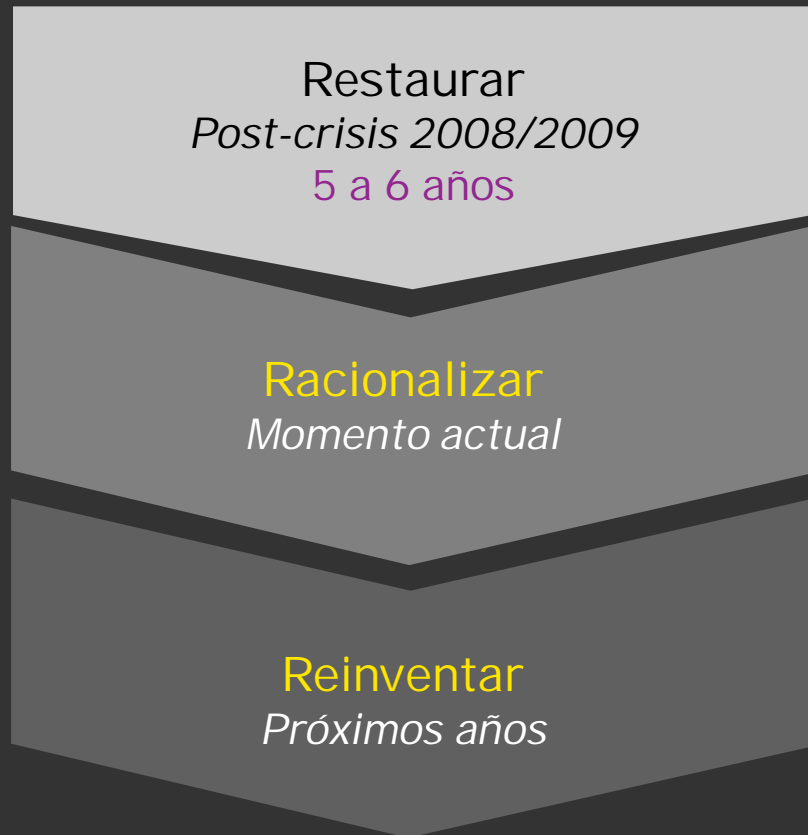 Restaurar
Post-crisis 2008/2009
5 a 6 años
Racionalizar
Momento actual
Reinventar
Próximos años